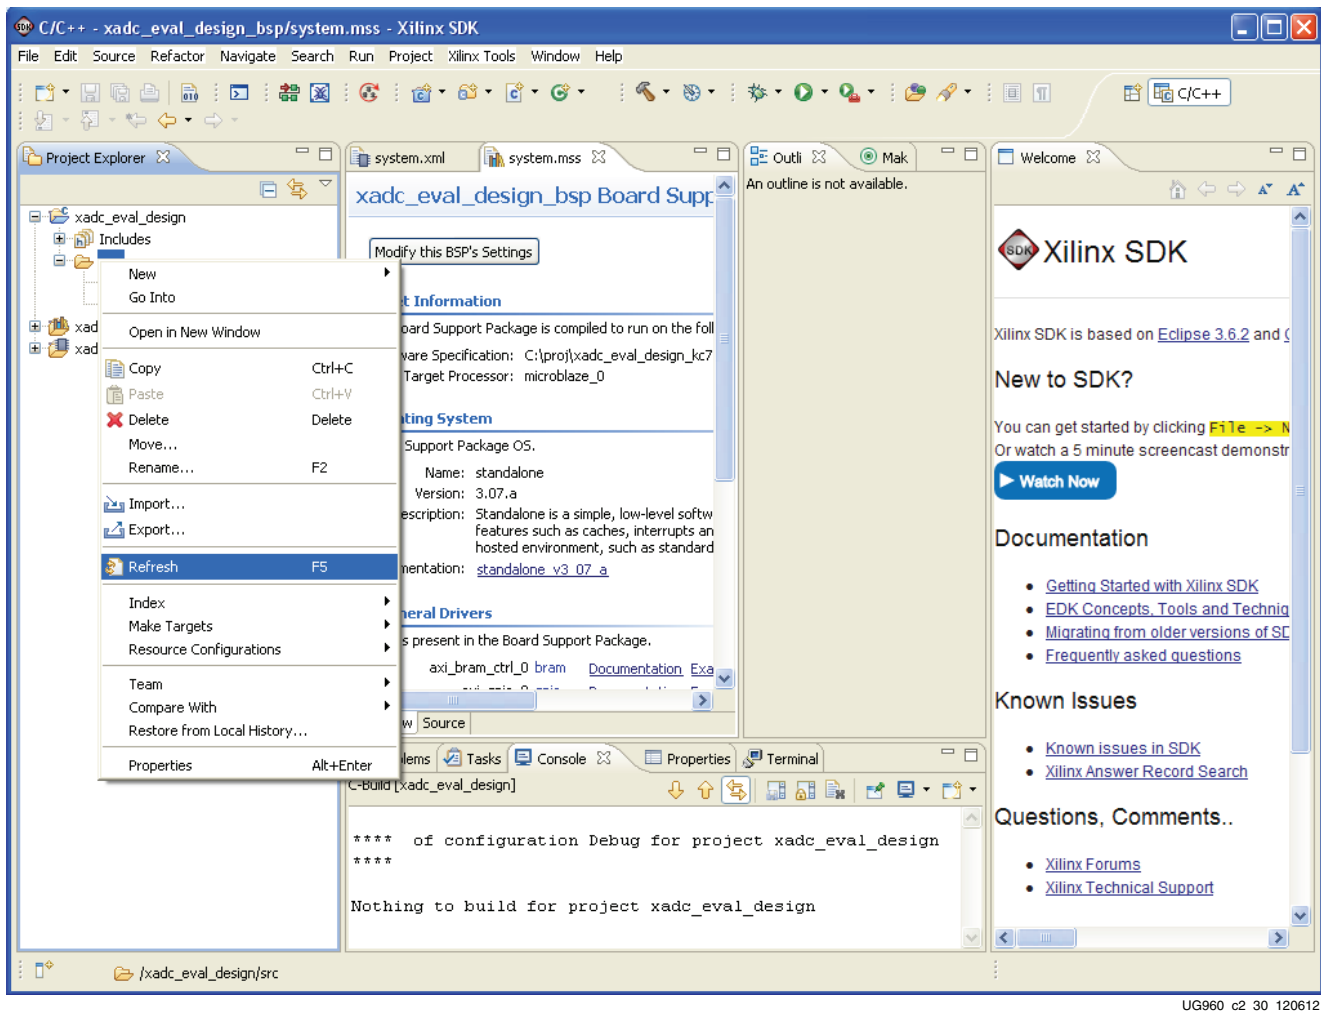 C/C++ - xadc_eval_design_bsp/system.mss - Xilinx SDK
File Edit Source Refactor Navigate Search Run Project Xilinx Tools Window Help
C/C++
Project Explorer
xadc_eval_design
Includes
xad
xad
New
Go Into
Open in New Window
Copy Ctrl+C
Paste Ctrl+V
Delete Delete
Move...
Rename... F2
Import...
Export...
Refresh F5
Index
Make Targets
Resource Configurations
Team
Compare With
Restore from Local History...
Properties Alt+Enter
system.xml system.mss
xadc_eval_design_bsp Board Supp
Modify this BSP's Settings
t Information
oard Support Package is compiled to run on the foll
ware Specification: C:\proj\xadc_eval_design_kc7
Target Processor: microblaze_0
ting System
Support Package OS.
Name: standalone
Version: 3.07.a
escription: Standalone is a simple, low-level softw
features such as caches, interrupts an
hosted environment, such as standard
mentation: standalone_v3_07_a
neral Drivers
s present in the Board Support Package.
axi_bram_ctrl_0 bram Documentation Exa
w Source
Outli Mak
An outline is not available.
Welcome
SDK Xilinx SDK
Xilinx SDK is based on Eclipse 3.6.2 and
New to SDK?
You can get started by clicking File -> N
Or watch a 5 minute screencast demonstr
Watch Now
Documentation
Getting Started with Xilinx SDK
EDK Concepts, Tools and Techniq
Migrating from older versions of SD
Frequently asked questions
Known Issues
Known issues in SDK
Xilinx Answer Record Search
Questions, Comments..
Xilinx Forums
Xilinx Technical Support
lems Tasks Console Properties Terminal
C-Build [xadc_eval_design]
**** of configuration Debug for project xadc_eval_design
****
Nothing to build for project xadc_eval_design
/xadc_eval_design/src
UG960_c2_30_120612